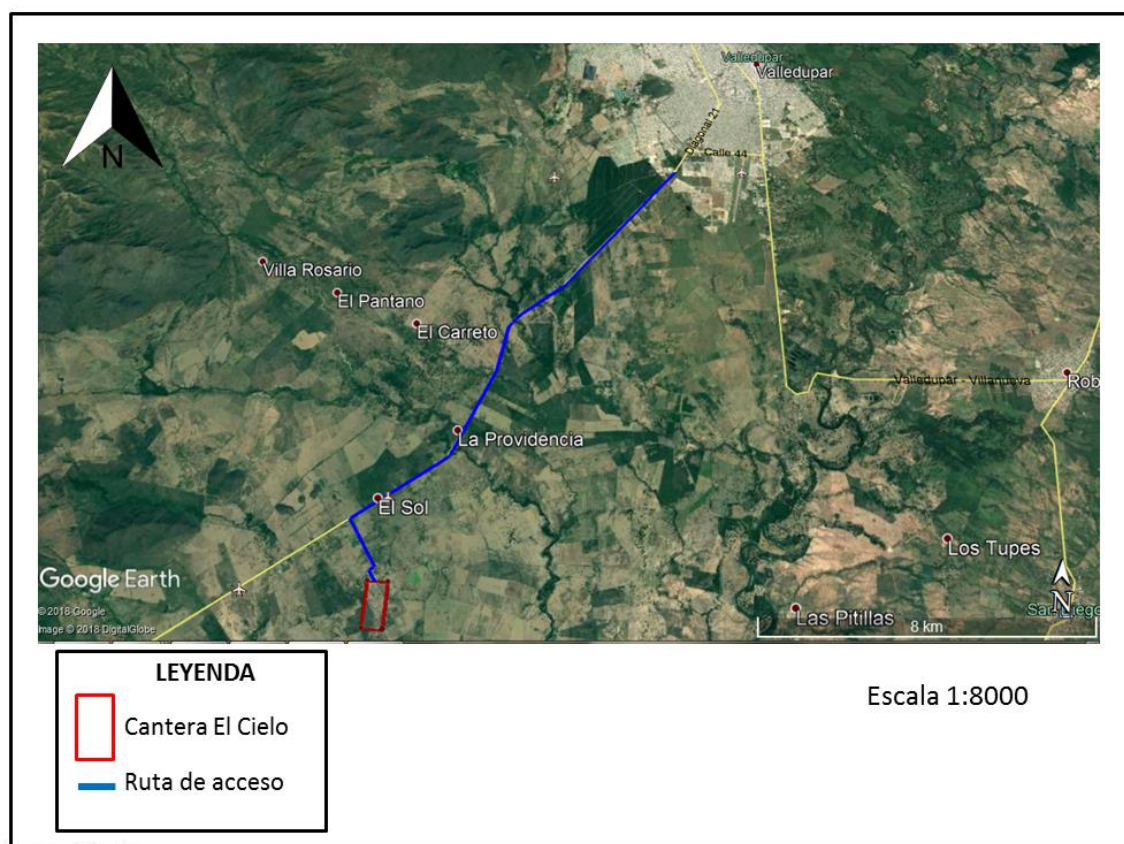 N
Valledupar
Valledupar
Diagonal 21
Calle 44
Villa Rosario
El Pantano
El Carreto
Valledupar - Villanueva
Rob
La Providencia
El Sol
Los Tupes
Google Earth
N
© 2018 Google
San Diego
Las Pitillas
Image © 2018 DigitalGlobe
8 km
LEYENDA
Cantera El Cielo
Ruta de acceso
Escala 1:8000